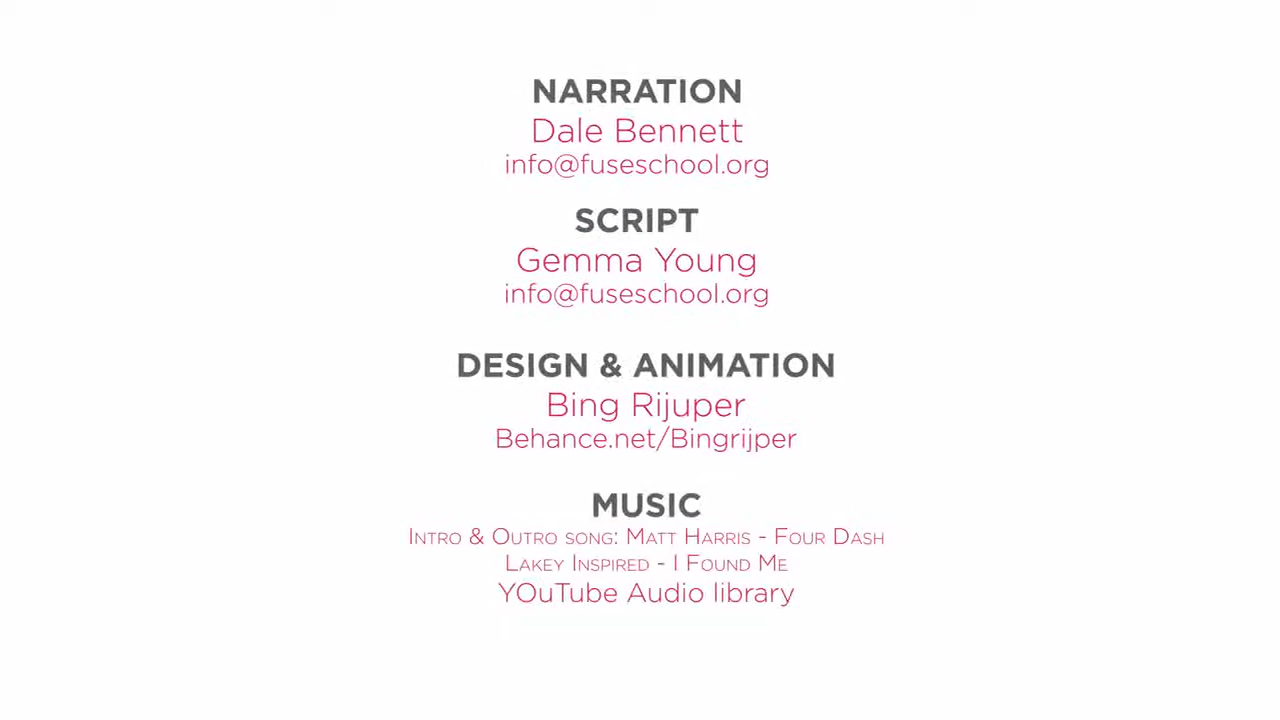 NARRATION
Dale Bennett
info@fuseschool.org
SCRIPT
Gemma Young
info@fuseschool.org
DESIGN & ANIMATION
Bing Rijuper
Behance.net/Bingrijper
MUSIC
Intro & Outro song: Matt Harris - Four Dash
Lakey Inspired - I Found Me
YOuTube Audio library